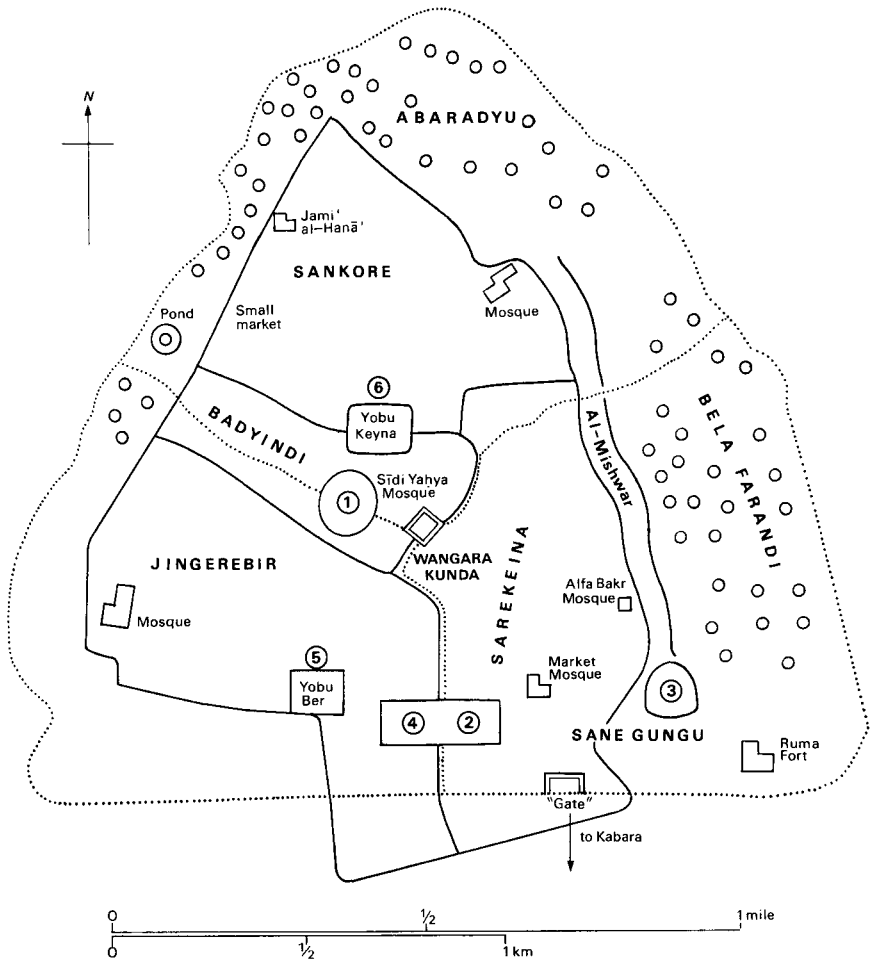 N
ABARADYU
Jami'
al-Hanā'
SANKORE
Small
market
Mosque
Pond
6
Yobu
Keyna
BADYINDI
Sīdi Yaḥya
Mosque
1
BELA FARANDI
Al-Mishwar
WANGARA
KUNDA
JINGEREBIR
SAREKEINA
Mosque
Alfa Bakr
Mosque
5
Yobu
Ber
Market
Mosque
3
4
2
SANE GUNGU
Ruma
Fort
"Gate"
to Kabara
0
1/2
1 mile
0
1/2
1 km